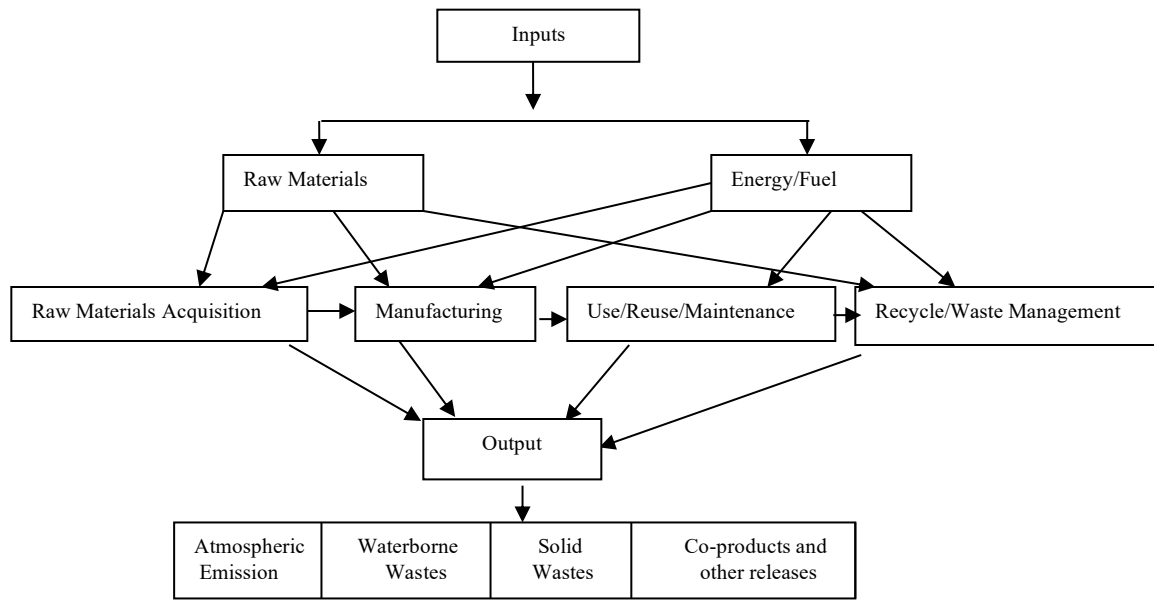 Inputs
Raw Materials
Energy/Fuel
Raw Materials Acquisition
Manufacturing
Use/Reuse/Maintenance
Recycle/Waste Management
Output
Atmospheric
Emission
Waterborne
Wastes
Solid
Wastes
Co-products and
other releases